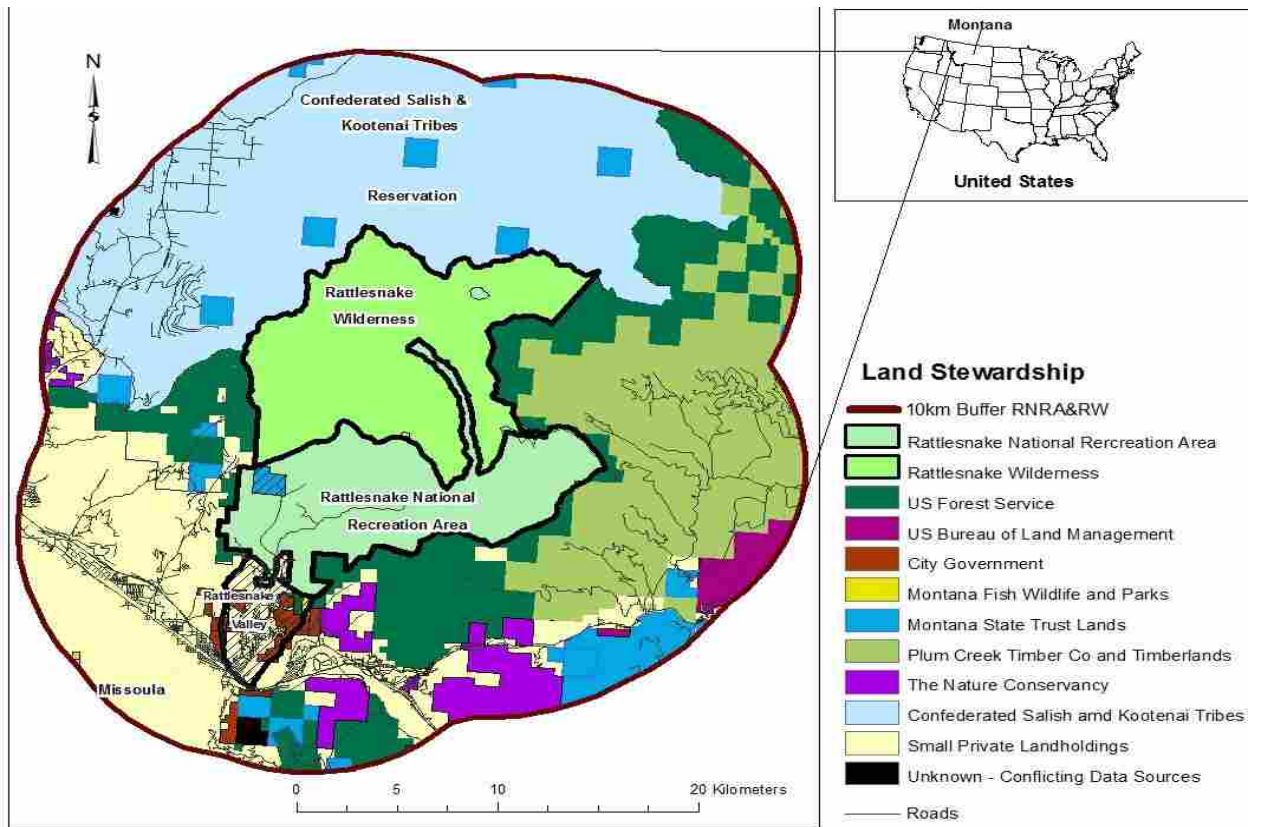 N
Confederated Salish &
Kootenai Tribes
Reservation
Rattlesnake
Wilderness
Rattlesnake National
Recreation Area
Rattlesnake
Valley
Missoula
0 5 10 20 Kilometers
Montana
United States
Land Stewardship
10km Buffer RNRA&RW
Rattlesnake National Rercreation Area
Rattlesnake Wilderness
US Forest Service
US Bureau of Land Management
City Government
Montana Fish Wildlife and Parks
Montana State Trust Lands
Plum Creek Timber Co and Timberlands
The Nature Conservancy
Confederated Salish amd Kootenai Tribes
Small Private Landholdings
Unknown - Conflicting Data Sources
Roads